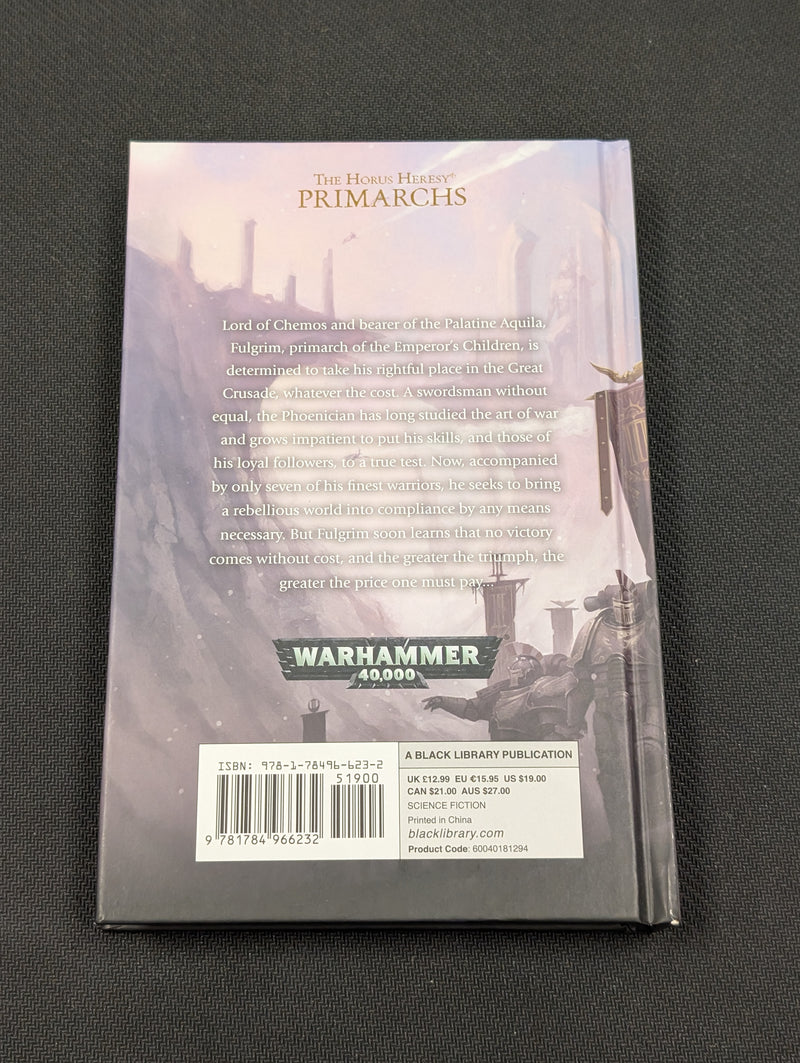 The Horus Heresy®
PRIMARCHS
Lord of Chemos and bearer of the Palatine Aquila,
Fulgrim, primarch of the Emperor's Children, is
determined to take his rightful place in the Great
Crusade, whatever the cost. A swordsman without
equal, the Phoenician has long studied the art of war
and grows impatient to put his skills, and those of
his loyal followers, to a true test. Now, accompanied
by only seven of his finest warriors, he seeks to bring
a rebellious world into compliance by any means
necessary. But Fulgrim soon learns that no victory
comes without cost, and the greater the triumph, the
greater the price one must pay...
WARHAMMER
40,000
ISBN: 978-1-78496-623-2
51900
9 781784 966232
A BLACK LIBRARY PUBLICATION
UK £12.99 EU €15.95 US $19.00
CAN $21.00 AUS $27.00
SCIENCE FICTION
Printed in China
blacklibrary.com
Product Code: 60040181294